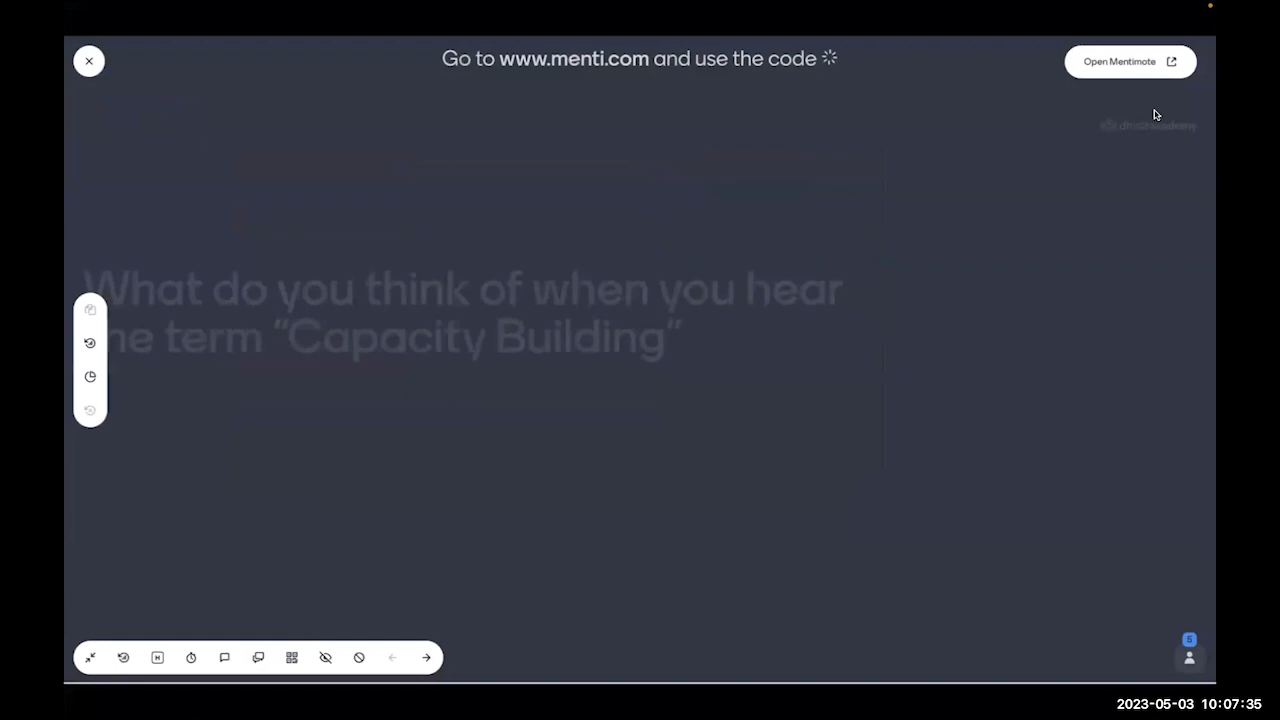 Go to www.menti.com and use the code
Open Mentimote
What do you think of when you hear
he term “Capacity Building”
5
2023-05-03 10:07:35